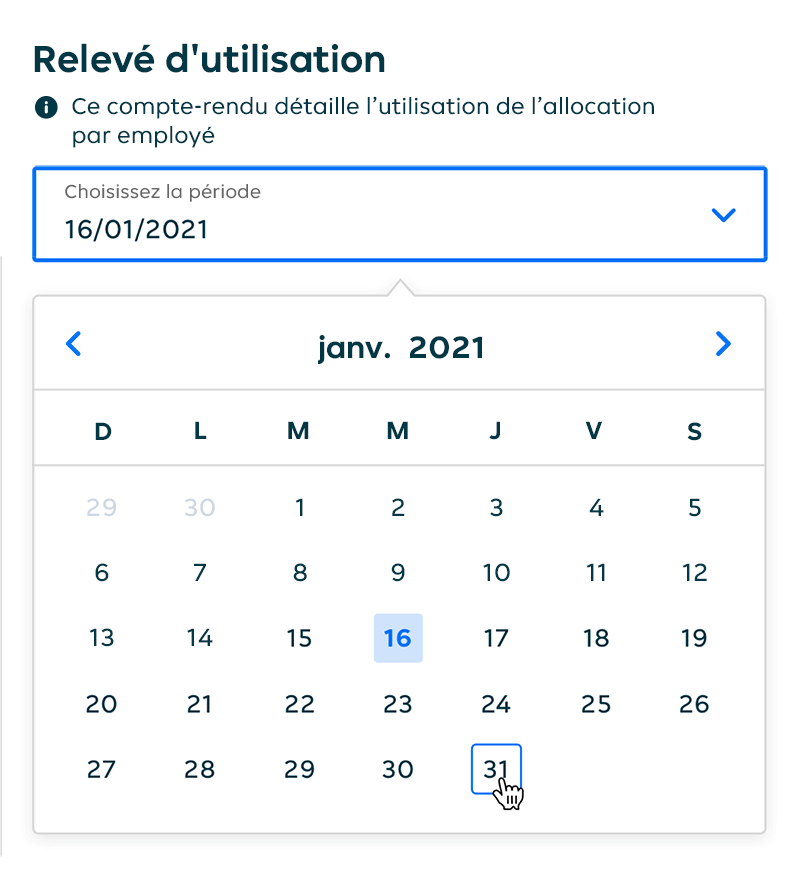 Relevé d'utilisation
Ce compte-rendu détaille l’utilisation de l’allocation
par employé
Choisissez la période
16/01/2021
janv. 2021
D L M M J V S
29 30 1 2 3 4 5
6 7 8 9 10 11 12
13 14 15 16 17 18 19
20 21 22 23 24 25 26
27 28 29 30 31